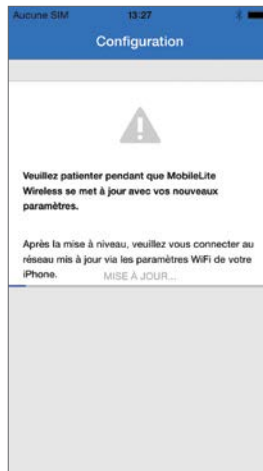 Aucune SIM 13:27
Configuration
Veuillez patienter pendant que MobileLite
Wireless se met à jour avec vos nouveaux
paramètres.
Après la mise à niveau, veuillez vous connecter au
réseau mis à jour via les paramètres WiFi de votre
iPhone.
MISE À JOUR...